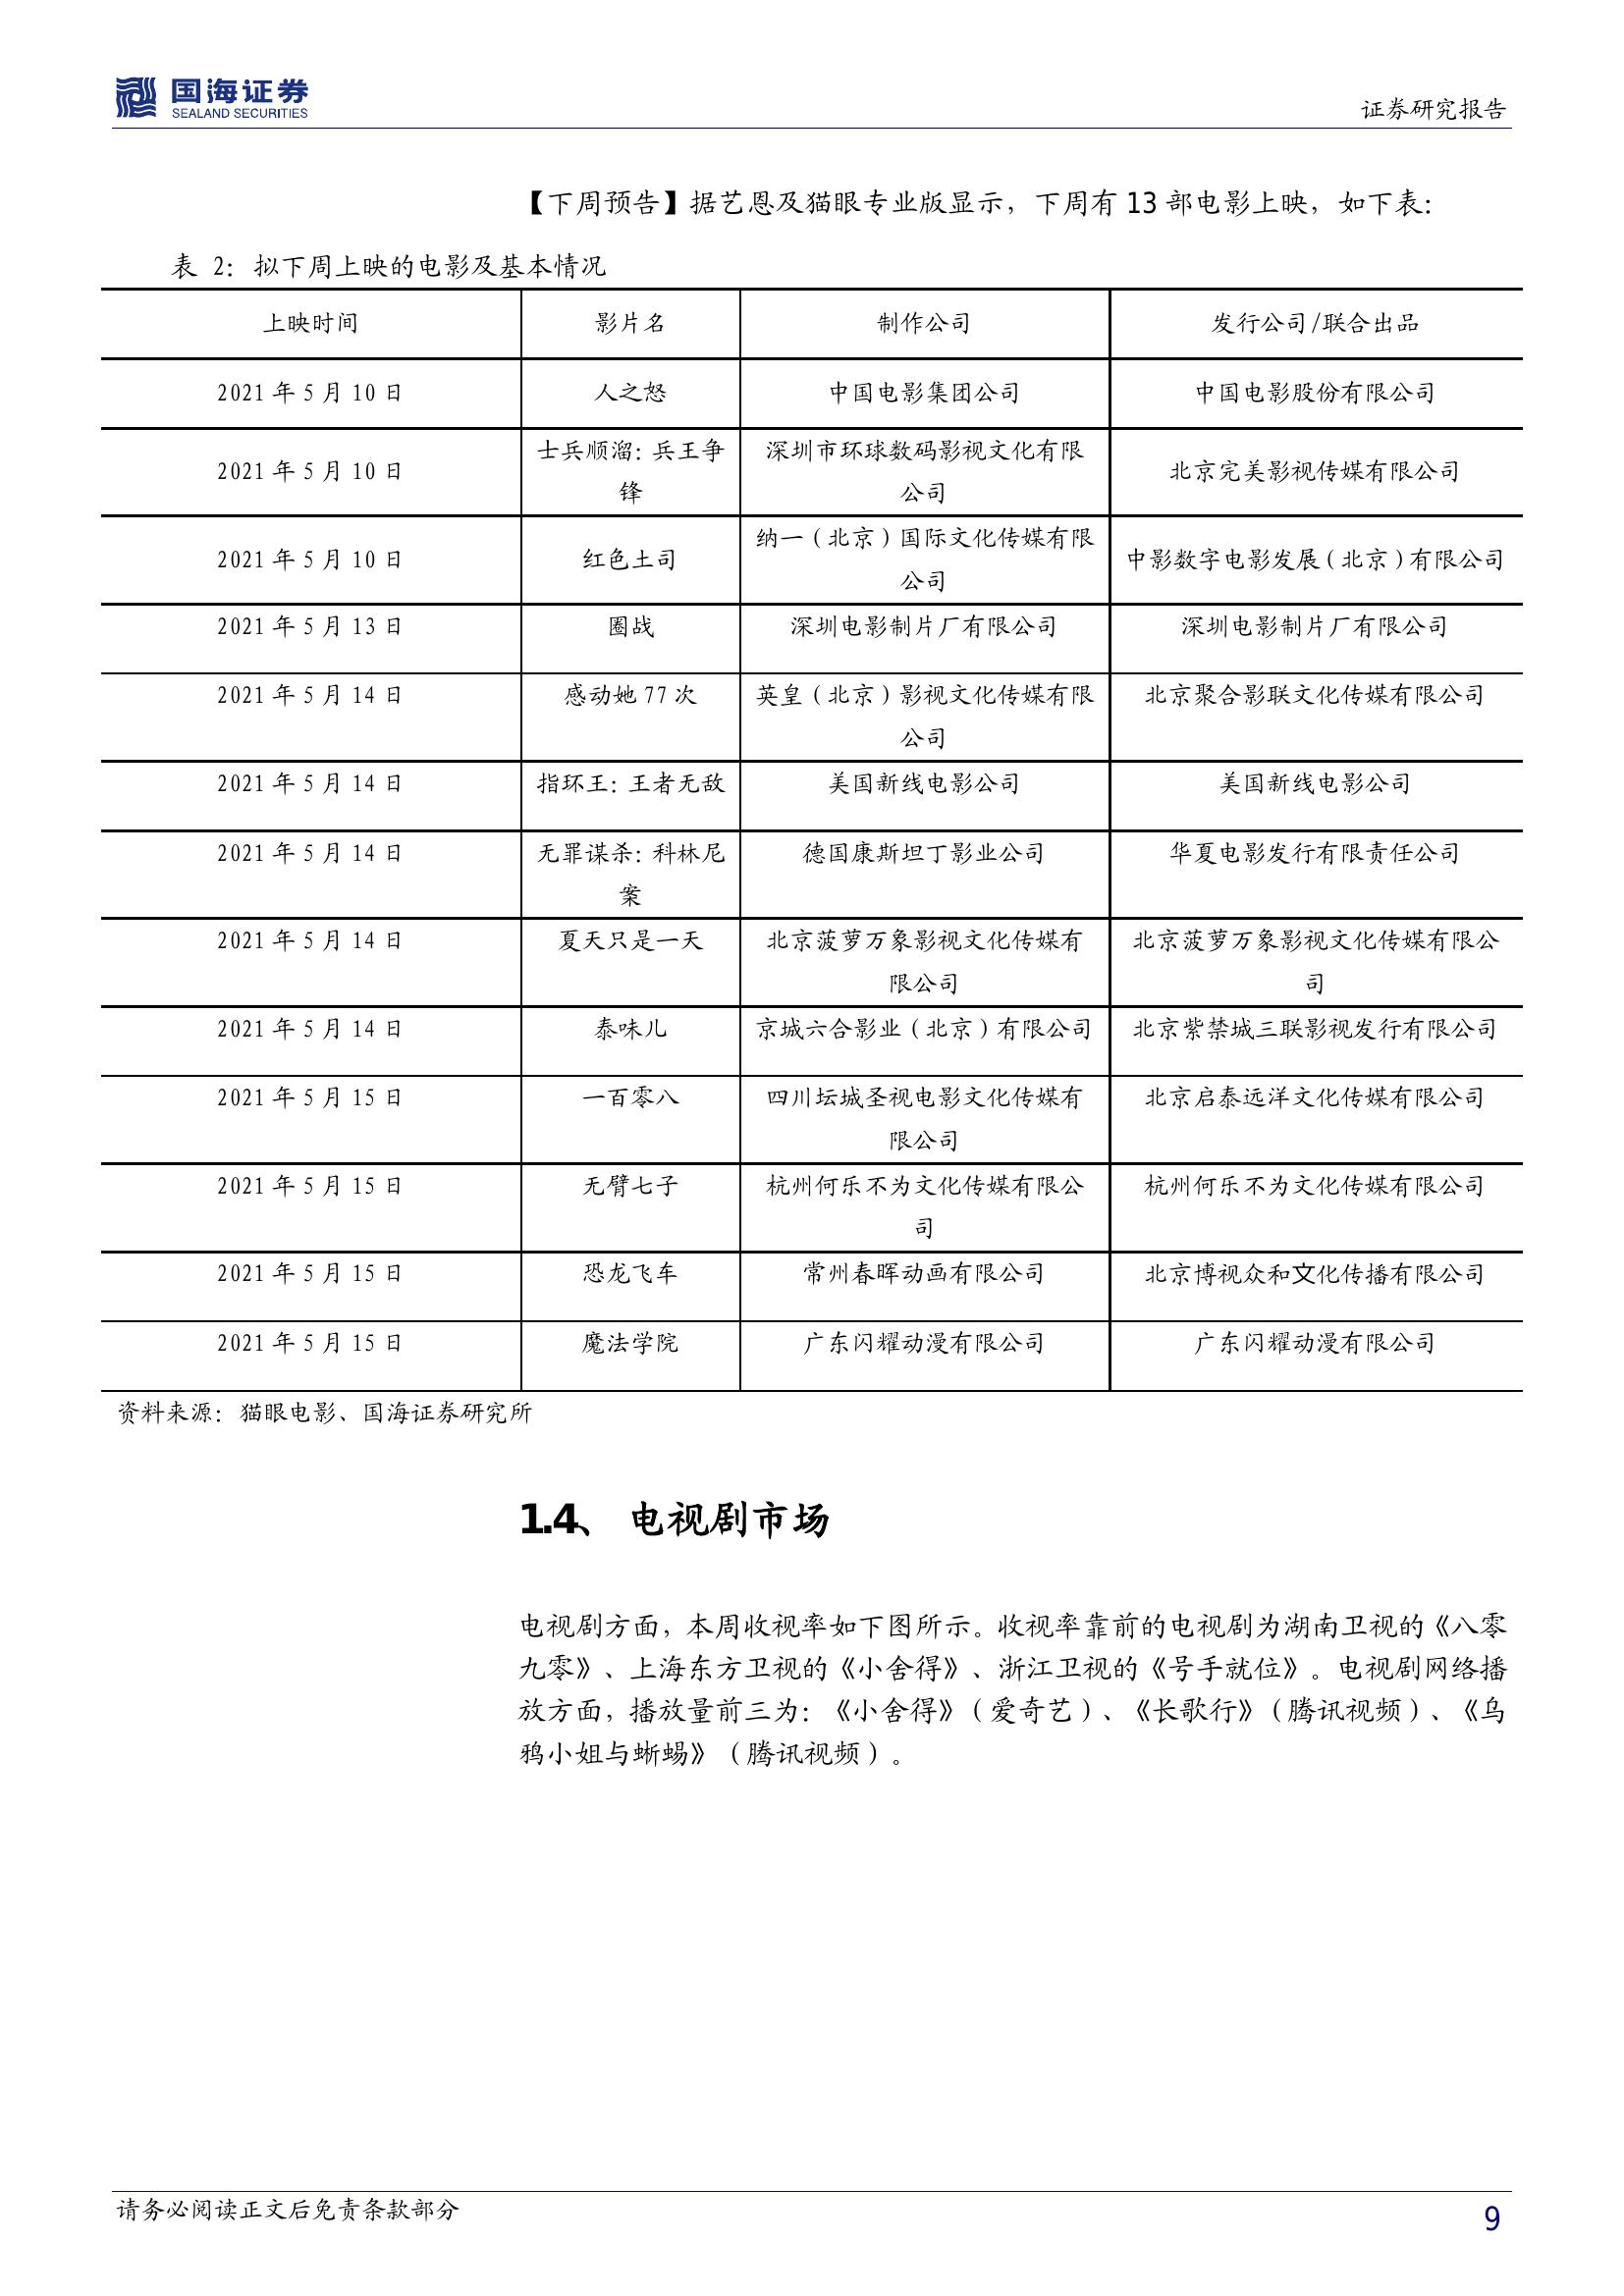 国海证券
SEALAND SECURITIES
证券研究报告
【下周预告】据艺恩及猫眼专业版显示，下周有 13 部电影上映，如下表：
表 2：拟下周上映的电影及基本情况
上映时间 影片名 制作公司 发行公司/联合出品
2021 年 5 月 10 日 人之怒 中国电影集团公司 中国电影股份有限公司
2021 年 5 月 10 日 士兵顺溜：兵王争
锋 深圳市环球数码影视文化有限
公司 北京完美影视传媒有限公司
2021 年 5 月 10 日 红色土司 纳一（北京）国际文化传媒有限
公司 中影数字电影发展（北京）有限公司
2021 年 5 月 13 日 圈战 深圳电影制片厂有限公司 深圳电影制片厂有限公司
2021 年 5 月 14 日 感动她 77 次 英皇（北京）影视文化传媒有限
公司 北京聚合影联文化传媒有限公司
2021 年 5 月 14 日 指环王：王者无敌 美国新线电影公司 美国新线电影公司
2021 年 5 月 14 日 无罪谋杀：科林尼
案 德国康斯坦丁影业公司 华夏电影发行有限责任公司
2021 年 5 月 14 日 夏天只是一天 北京菠萝万象影视文化传媒有
限公司 北京菠萝万象影视文化传媒有限公
司
2021 年 5 月 14 日 泰味儿 京城六合影业（北京）有限公司 北京紫禁城三联影视发行有限公司
2021 年 5 月 15 日 一百零八 四川坛城圣视电影文化传媒有
限公司 北京启泰远洋文化传媒有限公司
2021 年 5 月 15 日 无臂七子 杭州何乐不为文化传媒有限公
司 杭州何乐不为文化传媒有限公司
2021 年 5 月 15 日 恐龙飞车 常州春晖动画有限公司 北京博视众和文化传播有限公司
2021 年 5 月 15 日 魔法学院 广东闪耀动漫有限公司 广东闪耀动漫有限公司
资料来源：猫眼电影、国海证券研究所
1.4、 电视剧市场
电视剧方面，本周收视率如下图所示。收视率靠前的电视剧为湖南卫视的《八零
九零》、上海东方卫视的《小舍得》、浙江卫视的《号手就位》。电视剧网络播
放方面，播放量前三为：《小舍得》（爱奇艺）、《长歌行》（腾讯视频）、《乌
鸦小姐与蜥蜴》（腾讯视频）。
请务必阅读正文后免责条款部分
9